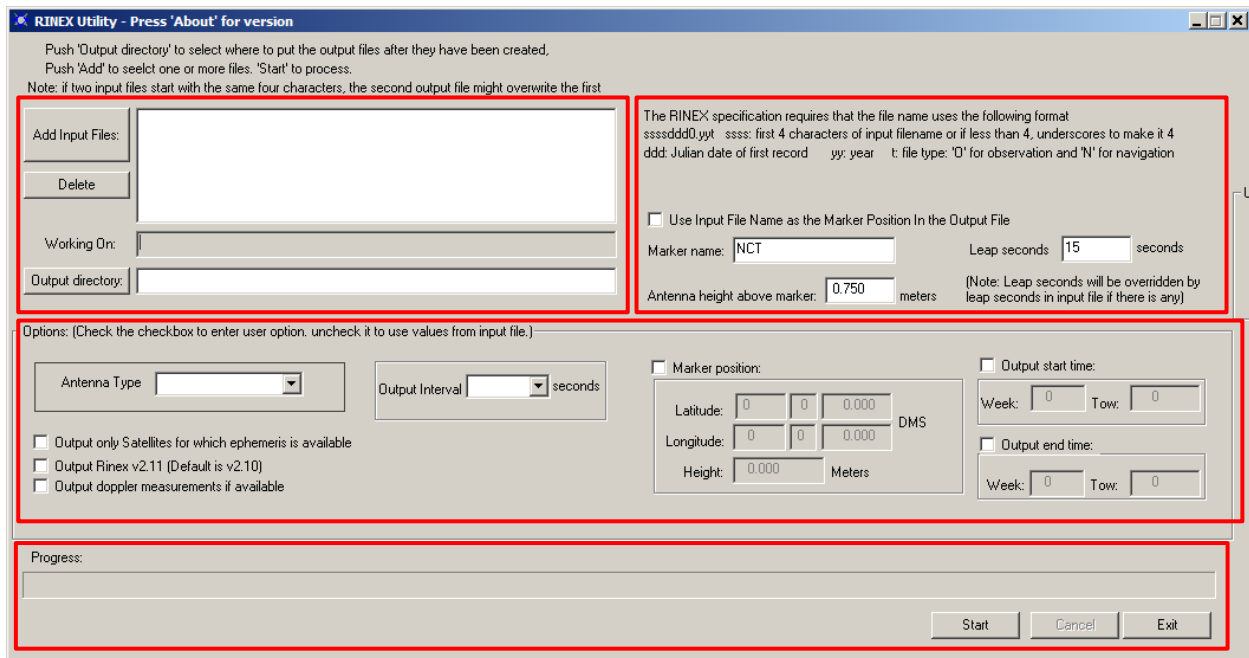 RINEX Utility - Press 'About' for version
Push 'Output directory' to select where to put the output files after they have been created,
Push 'Add' to seelct one or more files. 'Start' to process.
Note: if two input files start with the same four characters, the second output file might overwrite the first
Add Input Files:
Delete
Working On:
Output directory:
The RINEX specification requires that the file name uses the following format
ssssddd0.yyt ssss: first 4 characters of input filename or if less than 4, underscores to make it 4
ddd: Julian date of first record yy: year t: file type: 'O' for observation and 'N' for navigation
Use Input File Name as the Marker Position In the Output File
Marker name: NCT Leap seconds 15 seconds
Antenna height above marker: 0.750 meters
(Note: Leap seconds will be overridden by
leap seconds in input file if there is any)
U
Options: (Check the checkbox to enter user option. uncheck it to use values from input file.)
Antenna Type
Output Interval seconds
Output only Satellites for which ephemeris is available
Output Rinex v2.11 (Default is v2.10)
Output doppler measurements if available
Marker position:
Latitude: 0 0 0.000
DMS
Longitude: 0 0 0.000
Height: 0.000 Meters
Output start time:
Week: 0 Tow: 0
Output end time:
Week: 0 Tow: 0
Progress:
Start Cancel Exit